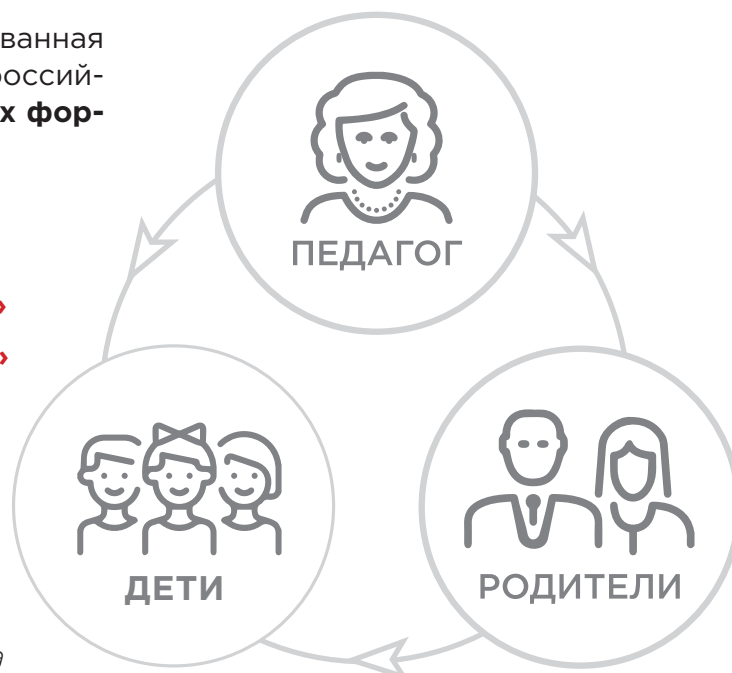 ванная
россий-
х фор-
ПЕДАГОГ
»
»
ДЕТИ
РОДИТЕЛИ